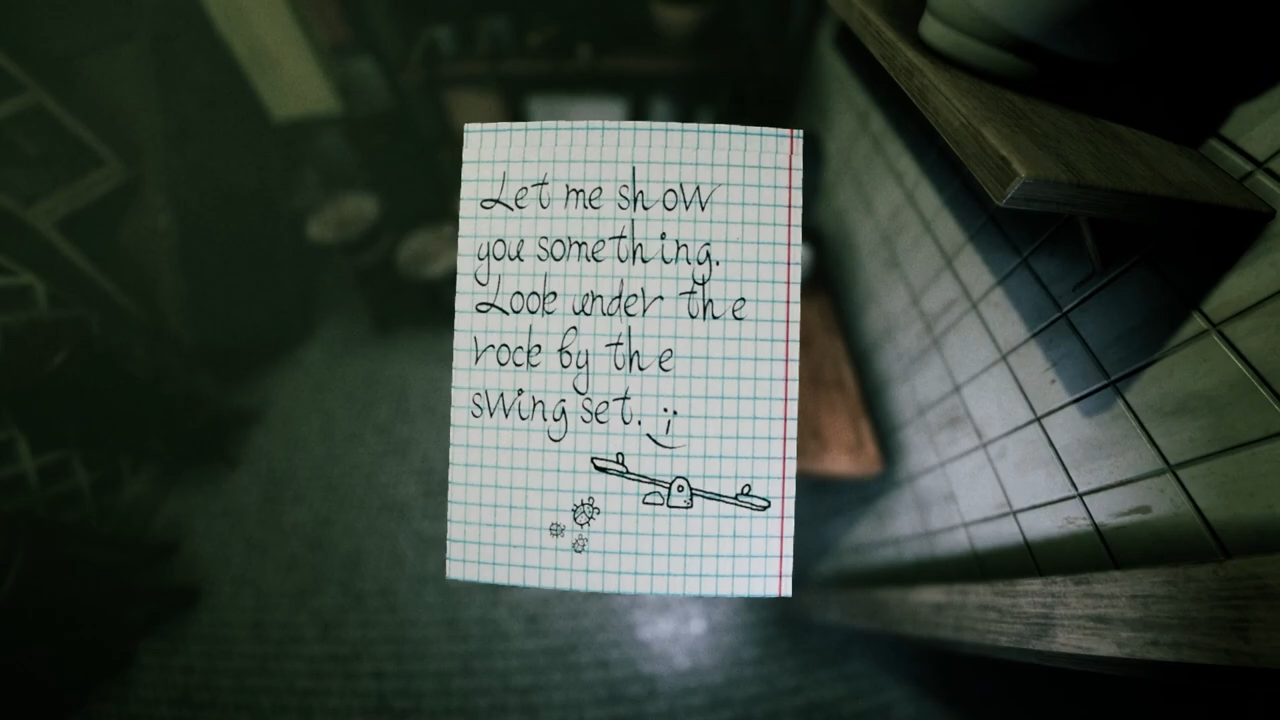 Let me show
you something.
Look under the
rock by the
swing set. :)